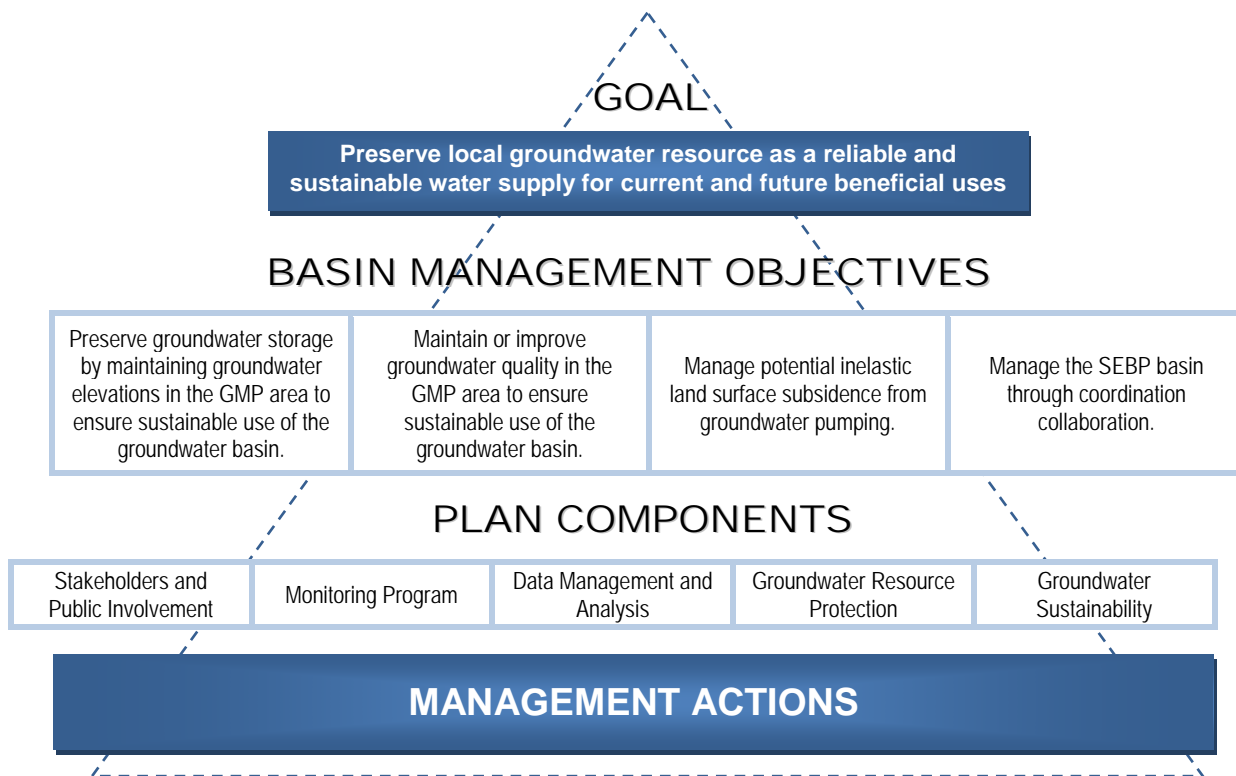 GOAL
Preserve local groundwater resource as a reliable and
sustainable water supply for current and future beneficial uses
BASIN MANAGEMENT OBJECTIVES
Preserve groundwater storage
by maintaining groundwater
elevations in the GMP area to
ensure sustainable use of the
groundwater basin.
Maintain or improve
groundwater quality in the
GMP area to ensure
sustainable use of the
groundwater basin.
Manage potential inelastic
land surface subsidence from
groundwater pumping.
Manage the SEBP basin
through coordination
collaboration.
PLAN COMPONENTS
Stakeholders and
Public Involvement
Monitoring Program
Data Management and
Analysis
Groundwater Resource
Protection
Groundwater
Sustainability
MANAGEMENT ACTIONS